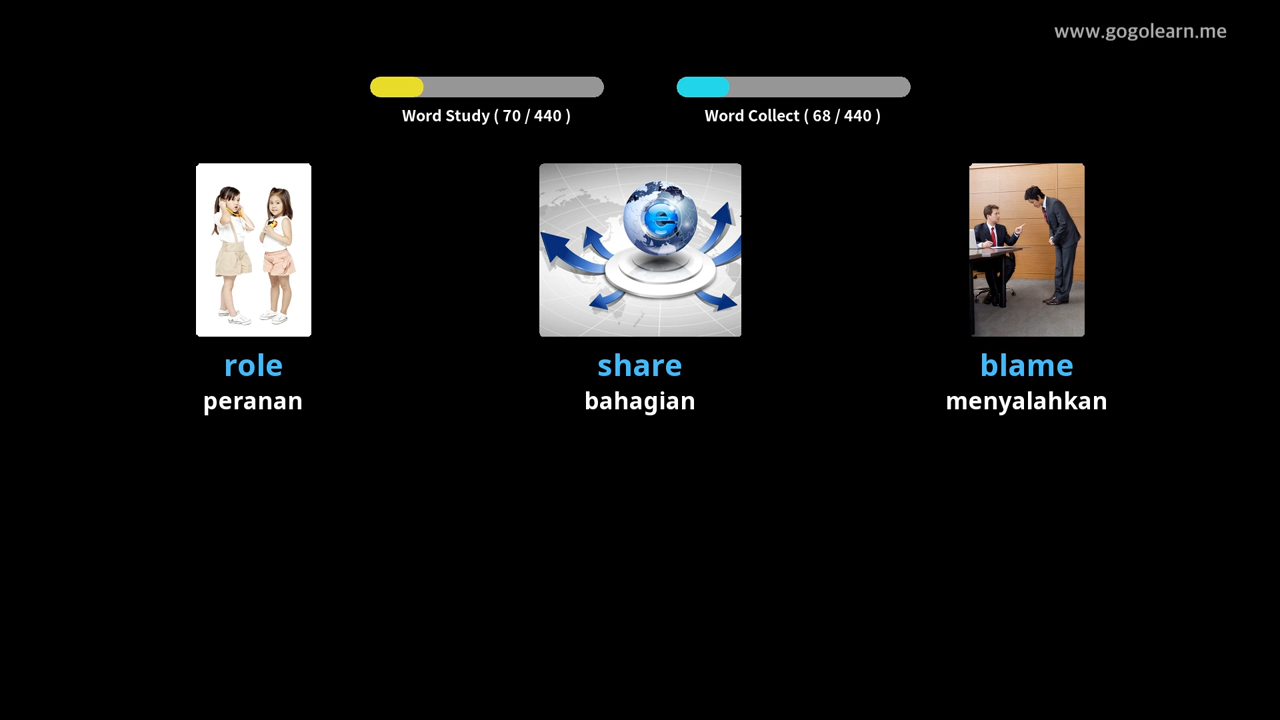 www.gogolearn.me
Word Study ( 70 / 440 )
Word Collect ( 68 / 440 )
e
role
share
blame
peranan
bahagian
menyalahkan